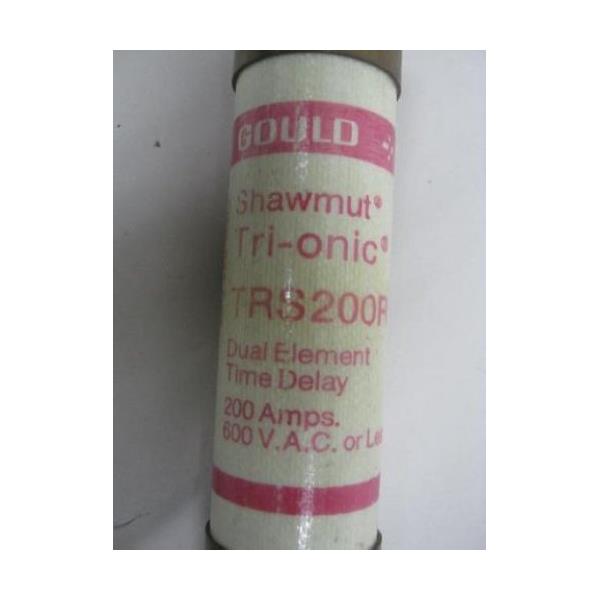 GOULD
Shawmut®
Tri-onic®
TRS200R
Dual Element
Time Delay
200 Amps.
600 V.A.C. or